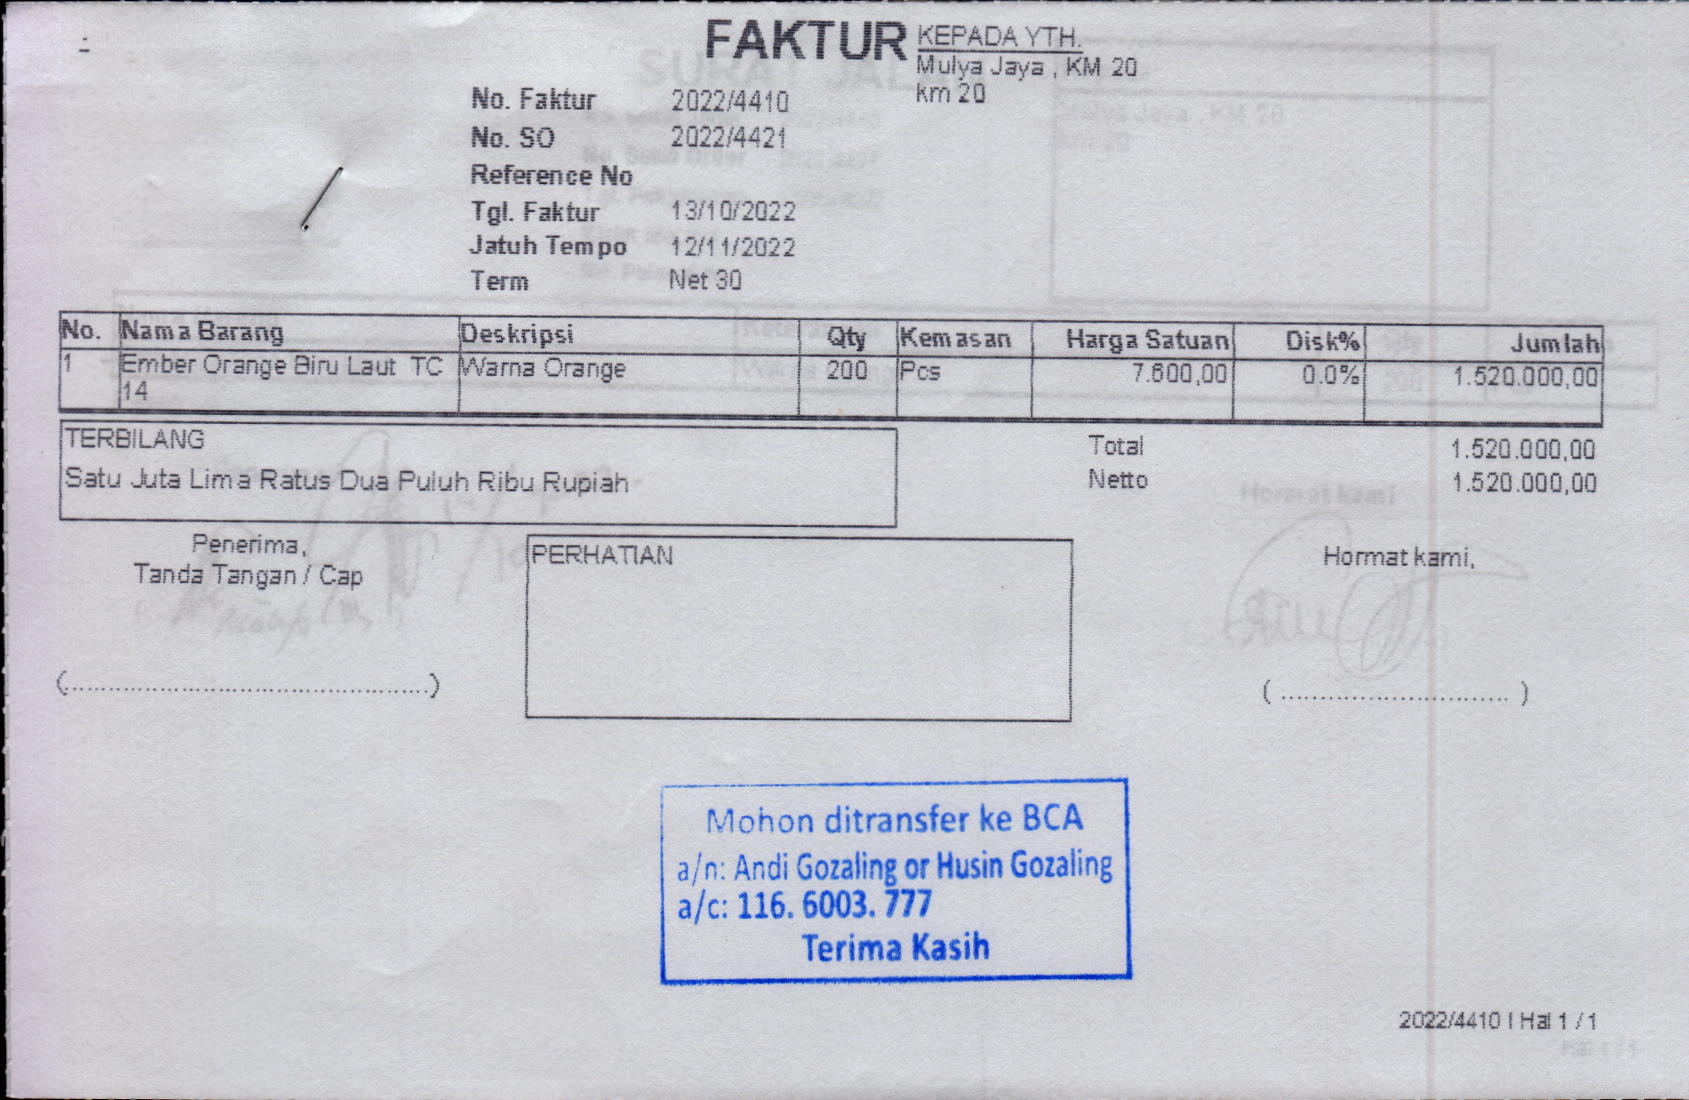 FAKTUR
KEPADA YTH.
Mulya Jaya , KM 20
km 20
No. Faktur 2022/4410
No. SO 2022/4421
Reference No
Tgl. Faktur 13/10/2022
Jatuh Tempo 12/11/2022
Term Net 30
No. Nama Barang Deskripsi Qty Kemasan Harga Satuan Disk% Jumlah
1 Ember Orange Biru Laut TC Warna Orange 200 Pcs 7.600,00 0.0% 1.520.000,00
14
TERBILANG
Satu Juta Lima Ratus Dua Puluh Ribu Rupiah
Total 1.520.000,00
Netto 1.520.000,00
Penerima,
Tanda Tangan / Cap
PERHATIAN
Hormat kami,
(..............................................)
( ............................. )
Mohon ditransfer ke BCA
a/n: Andi Gozaling or Husin Gozaling
a/c: 116. 6003. 777
Terima Kasih
2022/4410 I Hal 1 / 1